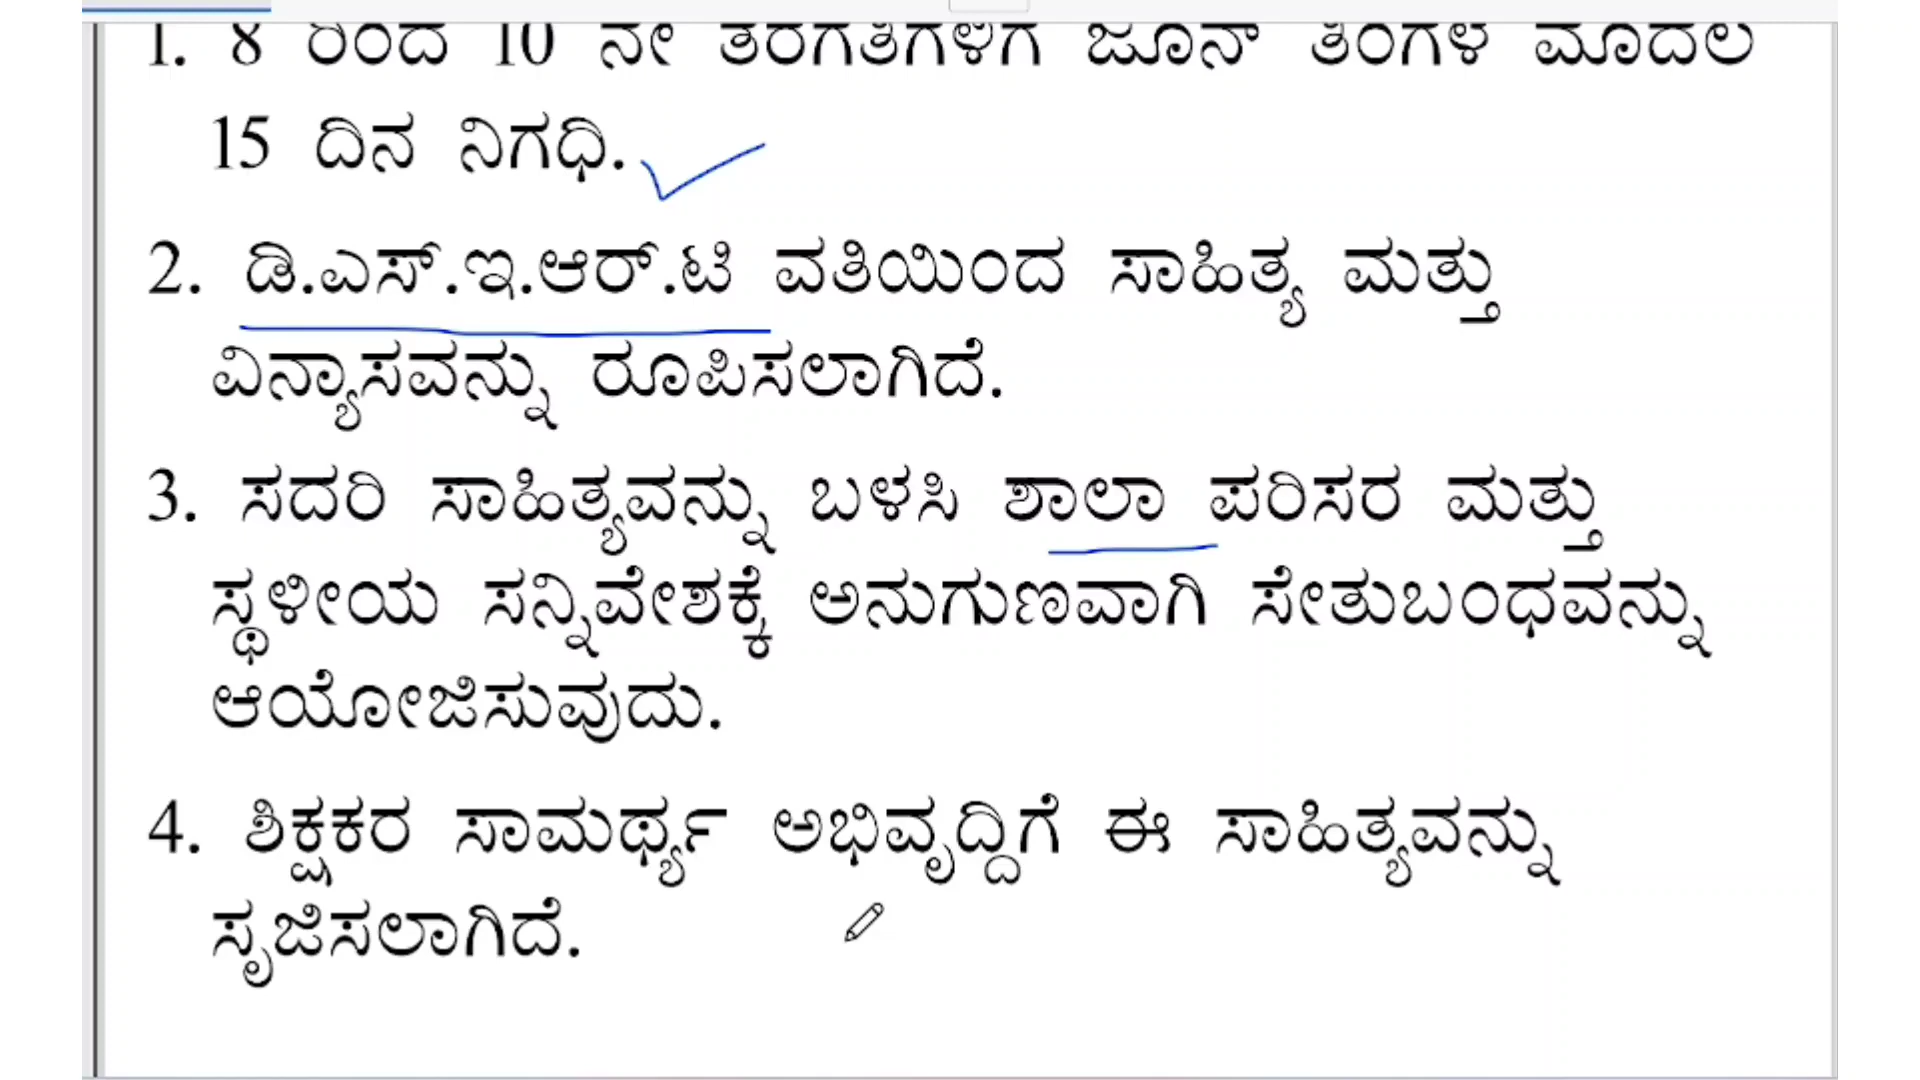 1. 8 ರಿಂದ 10 ನೇ ತರಗತಿಗಳಿಗೆ ಜೂನ್ ತಿಂಗಳ ಮೊದಲ
15 ದಿನ ನಿಗಧಿ.
2. ಡಿ.ಎಸ್.ಇ.ಆರ್.ಟಿ ವತಿಯಿಂದ ಸಾಹಿತ್ಯ ಮತ್ತು
ವಿನ್ಯಾಸವನ್ನು ರೂಪಿಸಲಾಗಿದೆ.
3. ಸದರಿ ಸಾಹಿತ್ಯವನ್ನು ಬಳಸಿ ಶಾಲಾ ಪರಿಸರ ಮತ್ತು
ಸ್ಥಳೀಯ ಸನ್ನಿವೇಶಕ್ಕೆ ಅನುಗುಣವಾಗಿ ಸೇತುಬಂಧವನ್ನು
ಆಯೋಜಿಸುವುದು.
4. ಶಿಕ್ಷಕರ ಸಾಮರ್ಥ್ಯ ಅಭಿವೃದ್ದಿಗೆ ಈ ಸಾಹಿತ್ಯವನ್ನು
ಸೃಜಿಸಲಾಗಿದೆ.